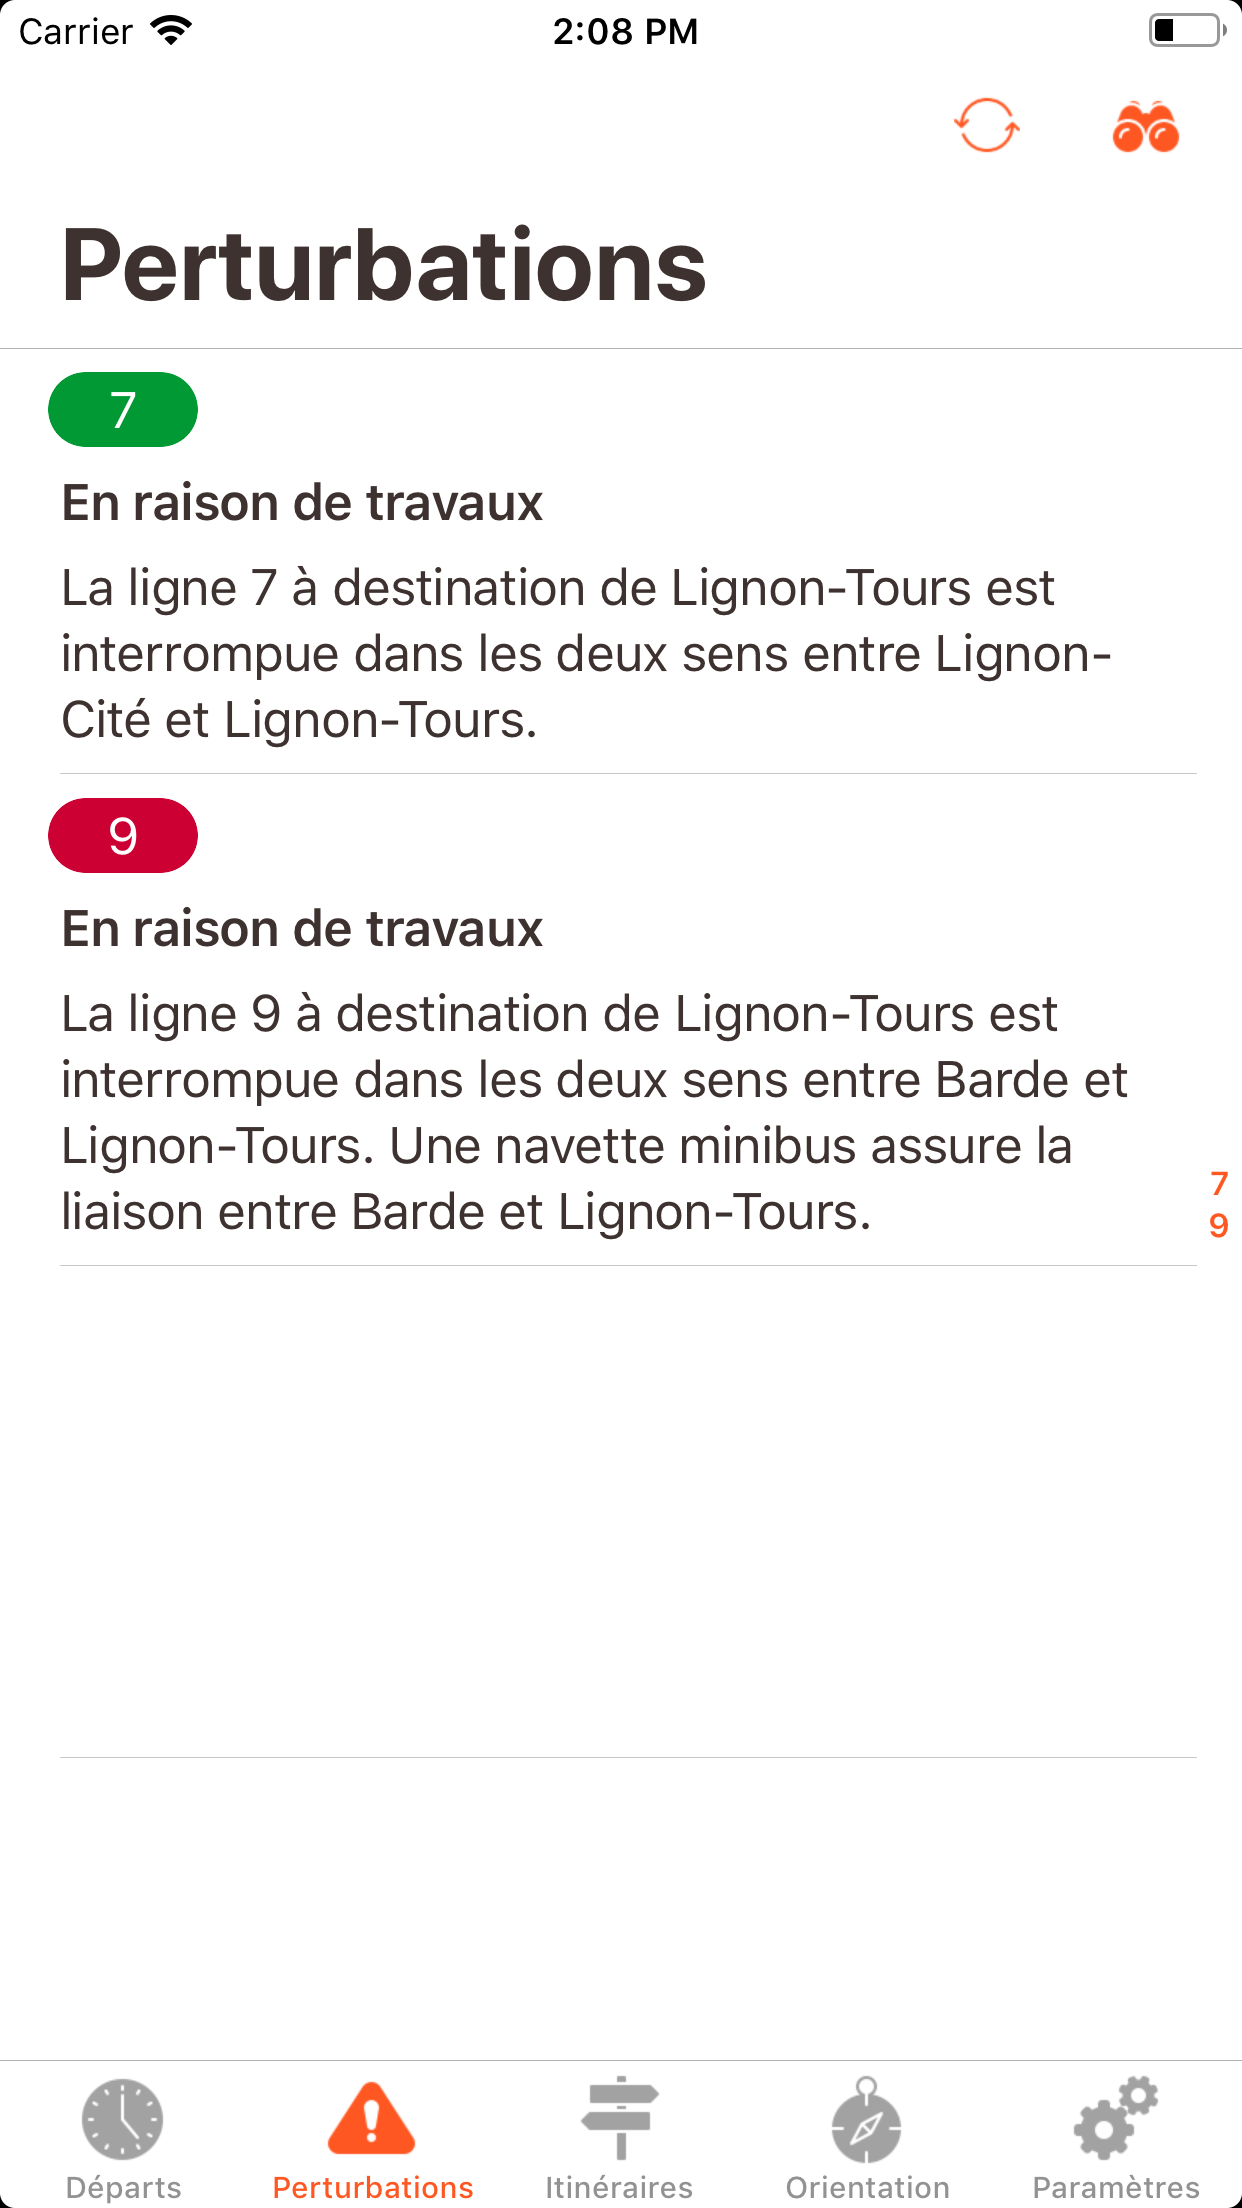 Carrier 2:08 PM
Perturbations
7
En raison de travaux
La ligne 7 à destination de Lignon-Tours est
interrompue dans les deux sens entre Lignon-
Cité et Lignon-Tours.
9
En raison de travaux
La ligne 9 à destination de Lignon-Tours est
interrompue dans les deux sens entre Barde et
Lignon-Tours. Une navette minibus assure la
liaison entre Barde et Lignon-Tours.
7
9
Départs Perturbations Itinéraires Orientation Paramètres